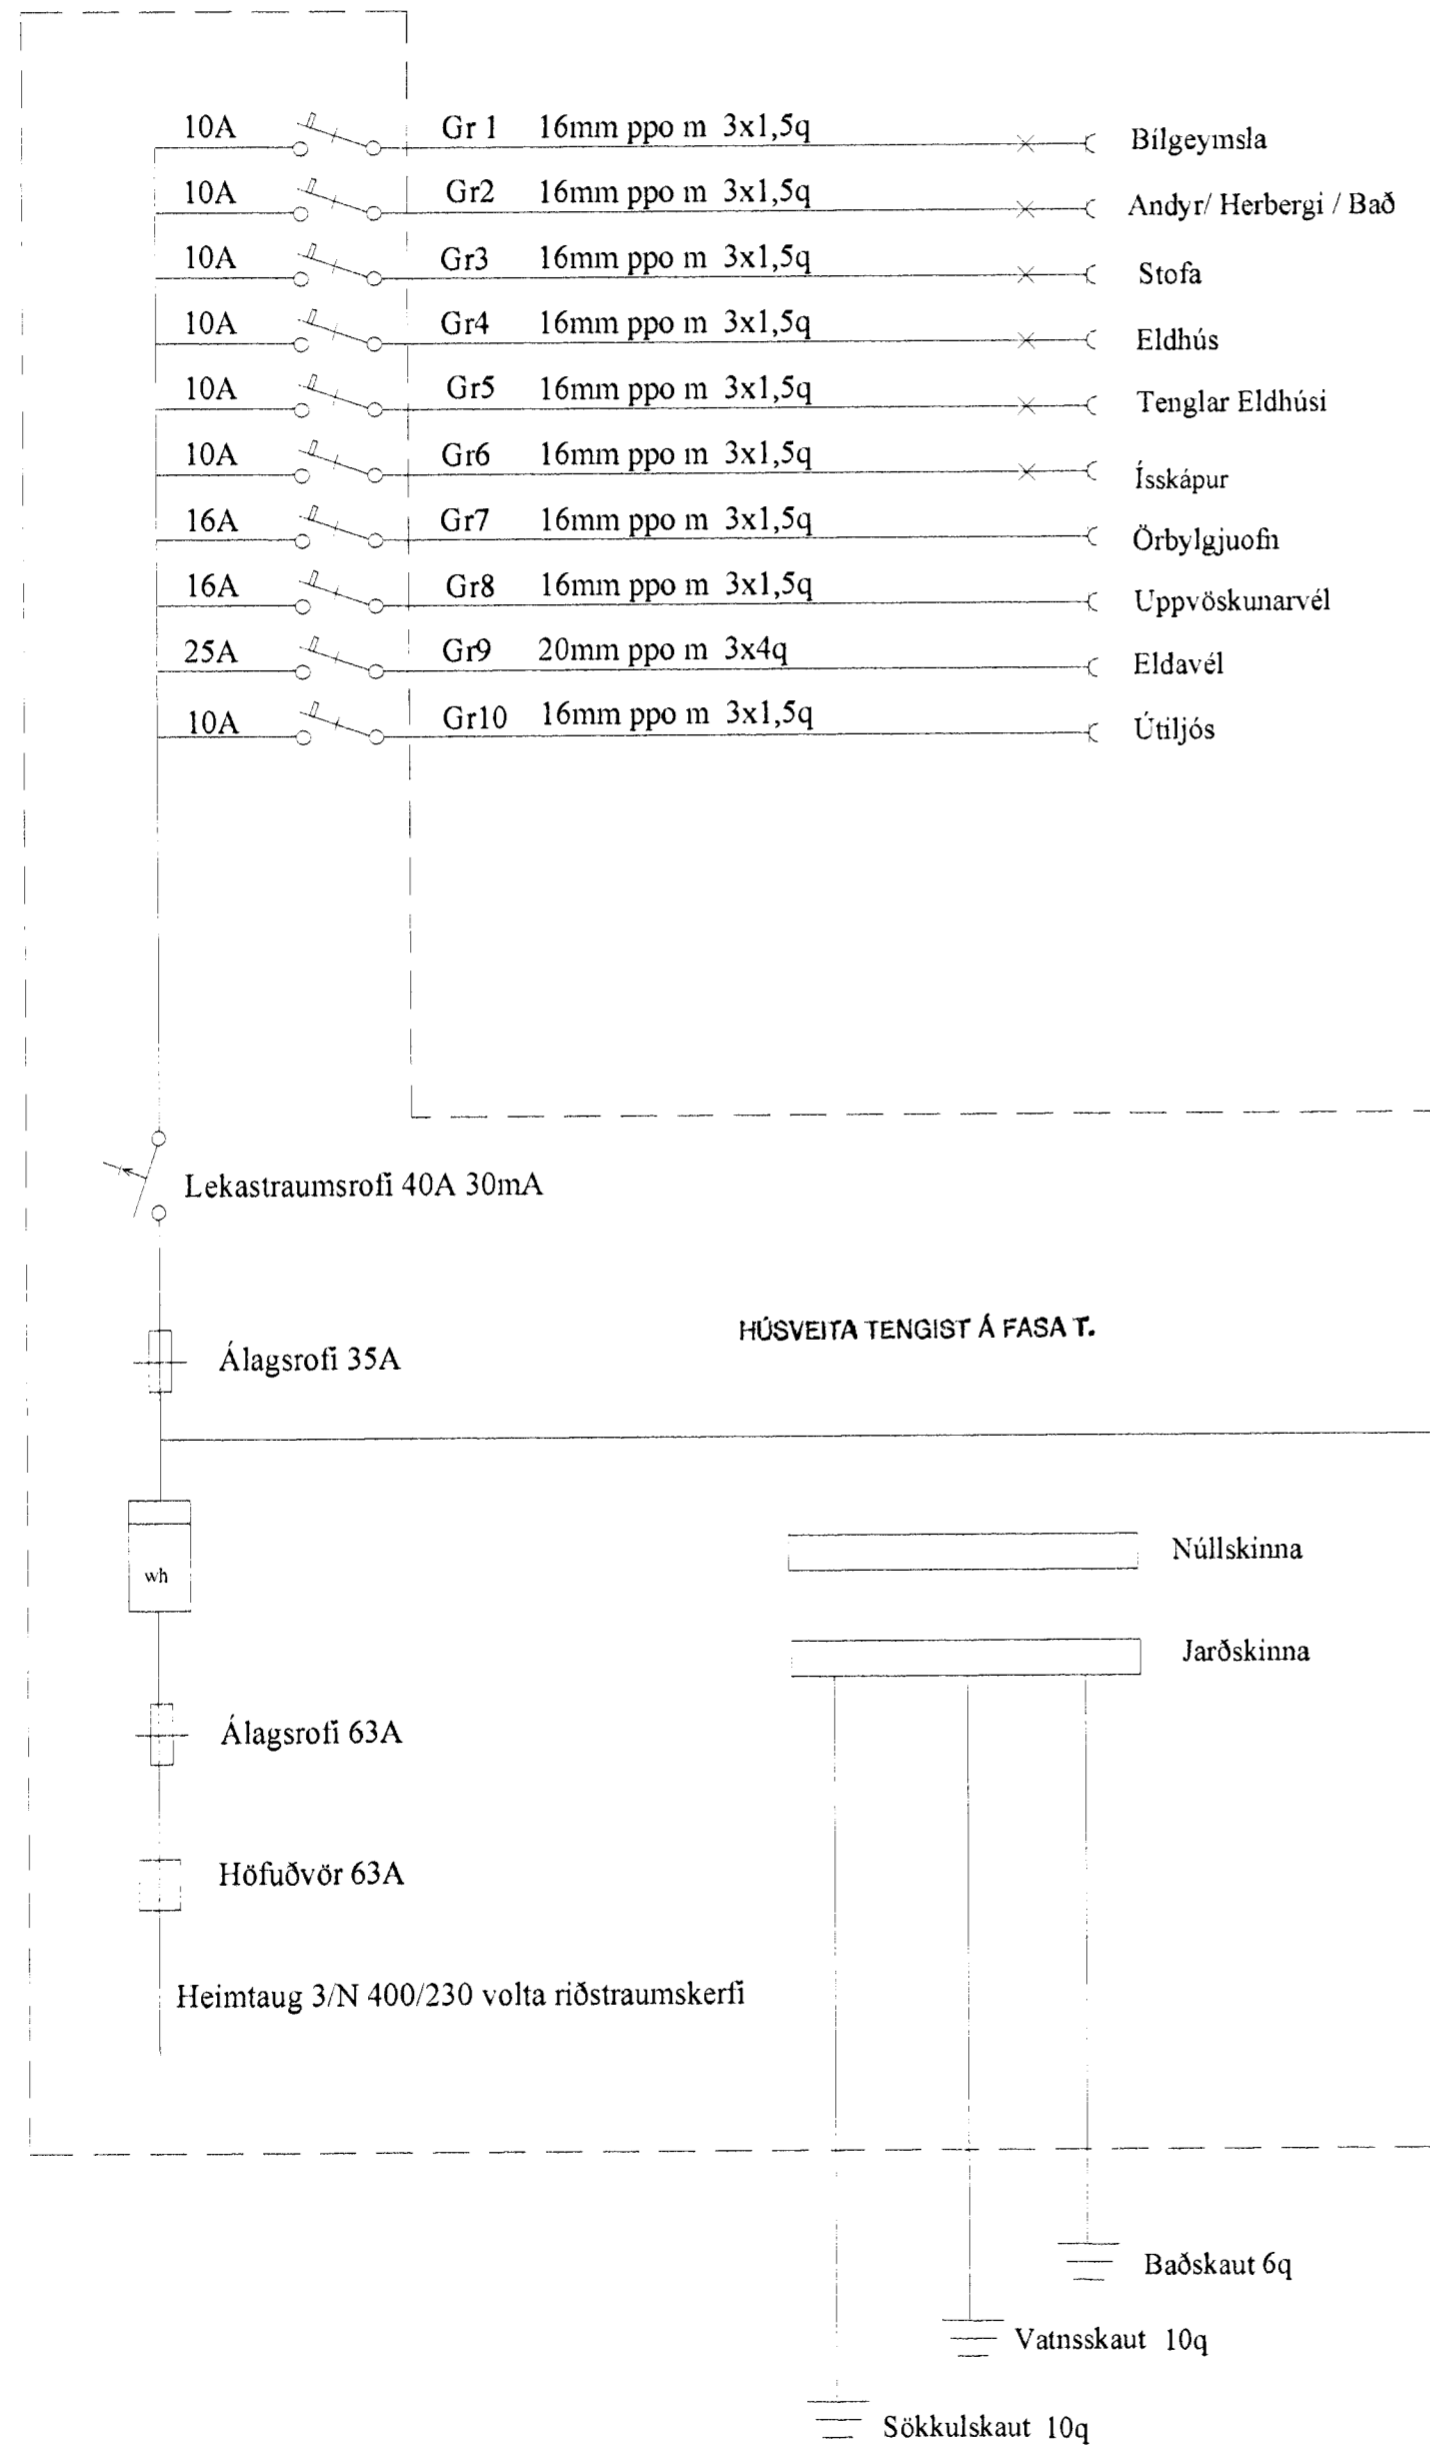 10A Gr 1 16mm ppo m 3x1,5q Bílgeymsla
10A Gr2 16mm ppo m 3x1,5q Andyr/ Herbergi / Bað
10A Gr3 16mm ppo m 3x1,5q Stofa
10A Gr4 16mm ppo m 3x1,5q Eldhús
10A Gr5 16mm ppo m 3x1,5q Tenglar Eldhúsi
10A Gr6 16mm ppo m 3x1,5q Ísskápur
16A Gr7 16mm ppo m 3x1,5q Örbylgjuofn
16A Gr8 16mm ppo m 3x1,5q Uppvöskunarvél
25A Gr9 20mm ppo m 3x4q Eldavél
10A Gr10 16mm ppo m 3x1,5q Útiljós
Lekastraumsrofi 40A 30mA
HÚSVEITA TENGIST Á FASA T.
Álagsrofi 35A
Núllskinna
wh
Jarðskinna
Álagsrofi 63A
Höfuðvör 63A
Heimtaug 3/N 400/230 volta riðstraumskerfi
Baðskaut 6q
Vatnsskaut 10q
Sökkulskaut 10q